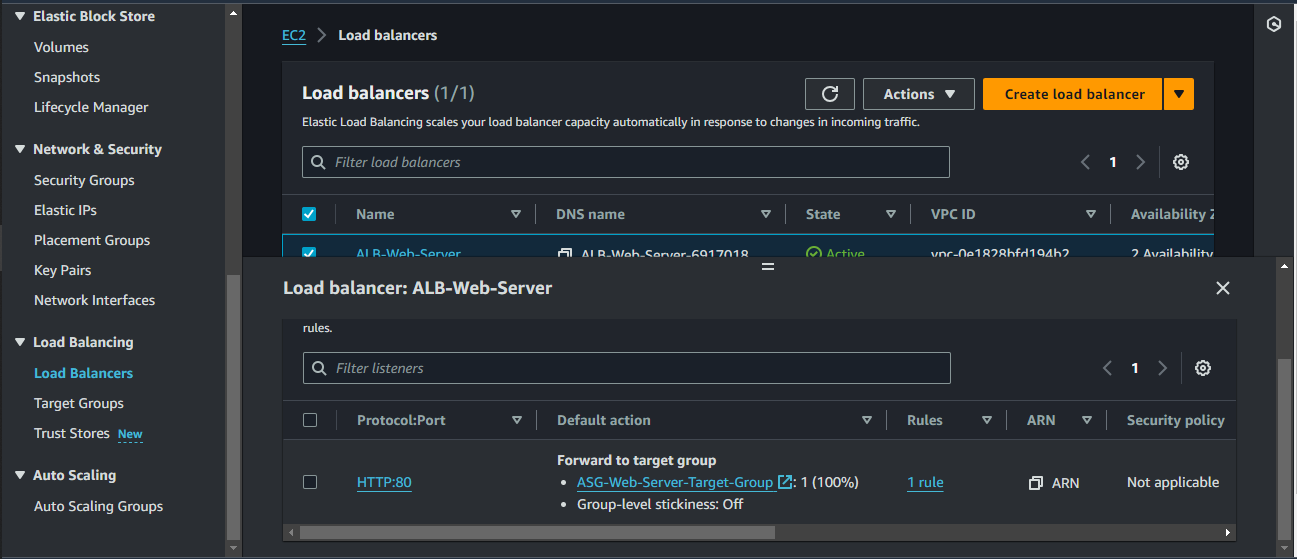 Elastic Block Store
Volumes
Snapshots
Lifecycle Manager
Network & Security
Security Groups
Elastic IPs
Placement Groups
Key Pairs
Network Interfaces
Load Balancing
Load Balancers
Target Groups
Trust Stores New
Auto Scaling
Auto Scaling Groups
EC2 > Load balancers
Load balancers (1/1)
Actions
Create load balancer
Elastic Load Balancing scales your load balancer capacity automatically in response to changes in incoming traffic.
Filter load balancers
1
Name DNS name State VPC ID Availability Z
ALB-Web-Server ALB-Web-Server-6917018 Active vpc-0e1828bfd194b2 2 Availability
Load balancer: ALB-Web-Server
rules.
Filter listeners
1
Protocol:Port Default action Rules ARN Security policy
Forward to target group
HTTP:80 • ASG-Web-Server-Target-Group : 1 (100%) 1 rule ARN Not applicable
• Group-level stickiness: Off